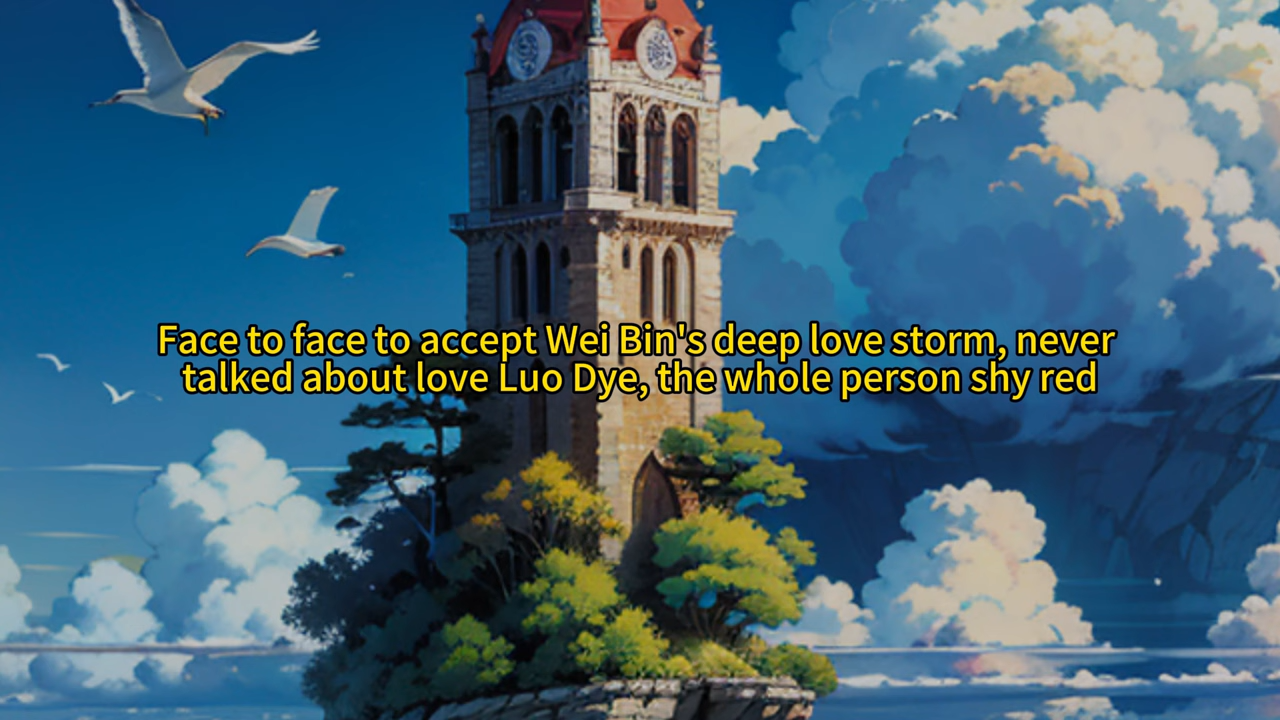 Face to face to accept Wei Bin's deep love storm, never
talked about love Luo Dye, the whole person shy red